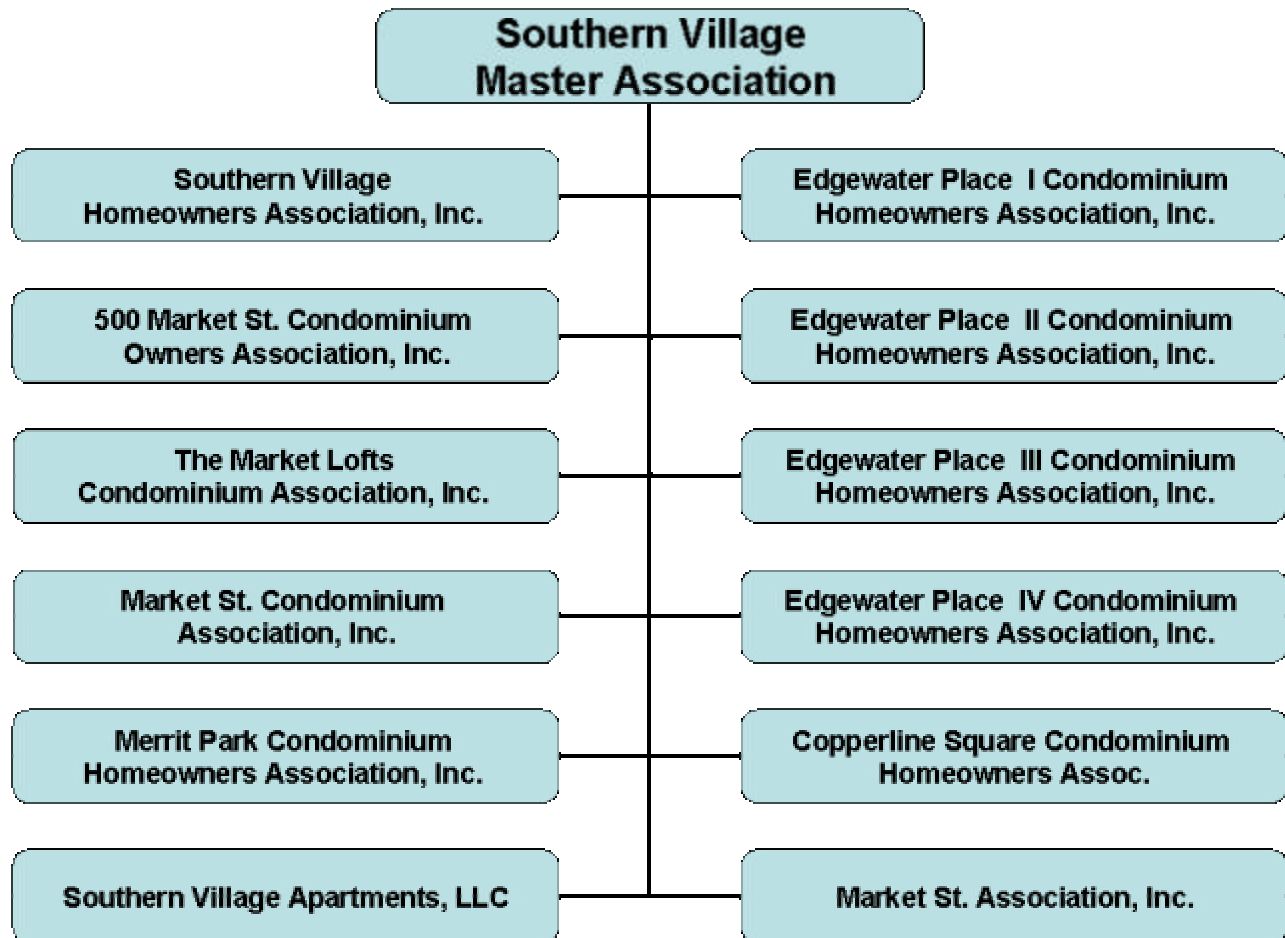 Southern Village
Master Association
Southern Village
Homeowners Association, Inc.
Edgewater Place I Condominium
Homeowners Association, Inc.
500 Market St. Condominium
Owners Association, Inc.
Edgewater Place II Condominium
Homeowners Association, Inc.
The Market Lofts
Condominium Association, Inc.
Edgewater Place III Condominium
Homeowners Association, Inc.
Market St. Condominium
Association, Inc.
Edgewater Place IV Condominium
Homeowners Association, Inc.
Merrit Park Condominium
Homeowners Association, Inc.
Copperline Square Condominium
Homeowners Assoc.
Southern Village Apartments, LLC
Market St. Association, Inc.